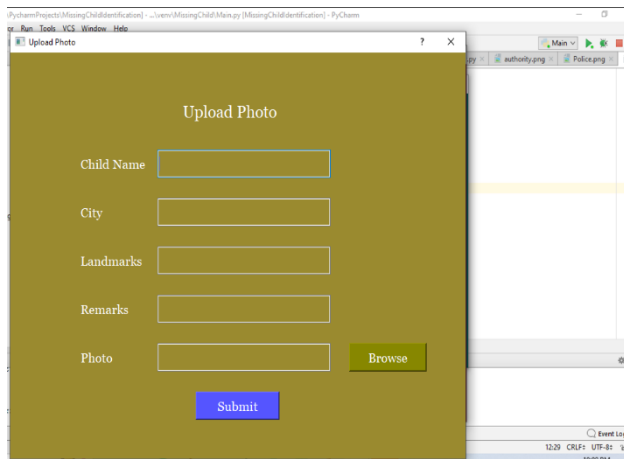 \PycharmProjects\MissingChildIdentification] - ...\venv\MissingChild\Main.py [MissingChildIdentification] - PyCharm
Run Tools VCS Window Help
Upload Photo ? Main
.py authority.png Police.png
Upload Photo
Child Name
City
Landmarks
Remarks
Photo Browse
Submit
Event Log
12:29 CRLF÷ UTF-8÷